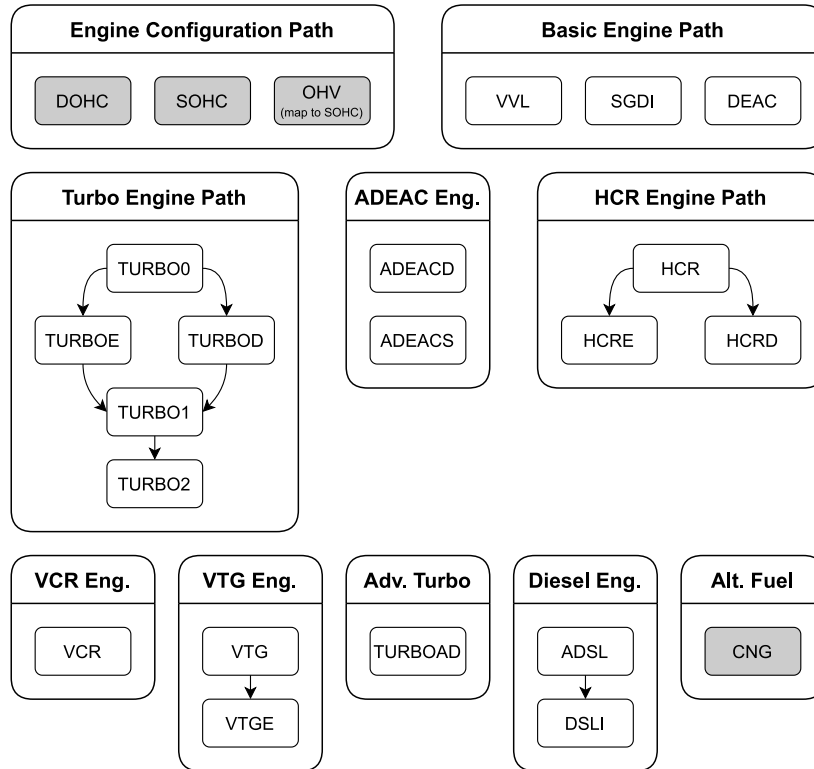 Engine Configuration Path
DOHC
SOHC
OHV
(map to SOHC)
Basic Engine Path
VVL
SGDI
DEAC
Turbo Engine Path
TURBO0
TURBOE
TURBOD
TURBO1
TURBO2
ADEAC Eng.
ADEACD
ADEACS
HCR Engine Path
HCR
HCRE
HCRD
VCR Eng.
VCR
VTG Eng.
VTG
VTGE
Adv. Turbo
TURBOAD
Diesel Eng.
ADSL
DSLI
Alt. Fuel
CNG